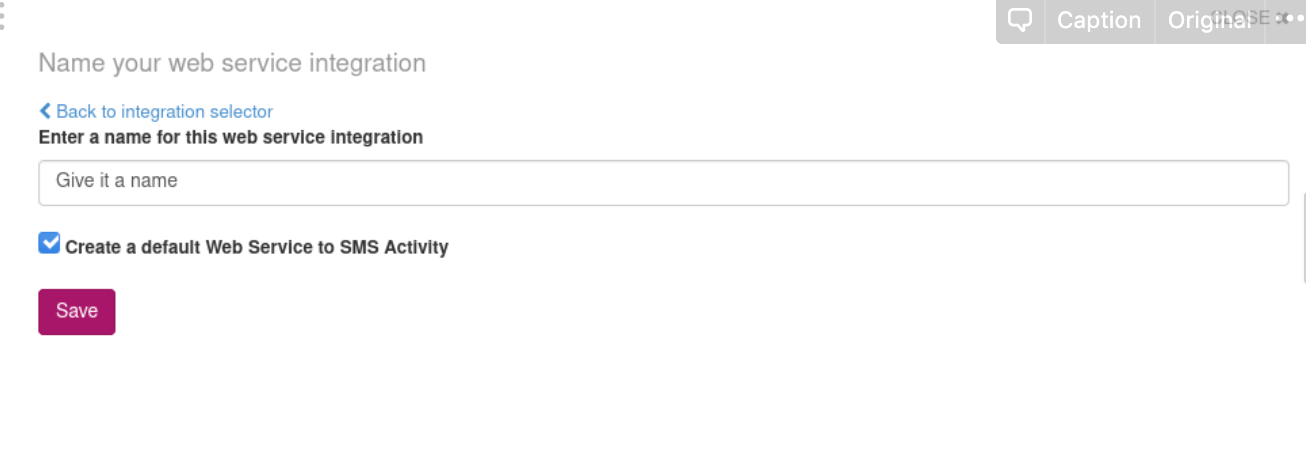 Caption Original CLOSE ✖
Name your web service integration
Back to integration selector
Enter a name for this web service integration
Give it a name
Create a default Web Service to SMS Activity
Save